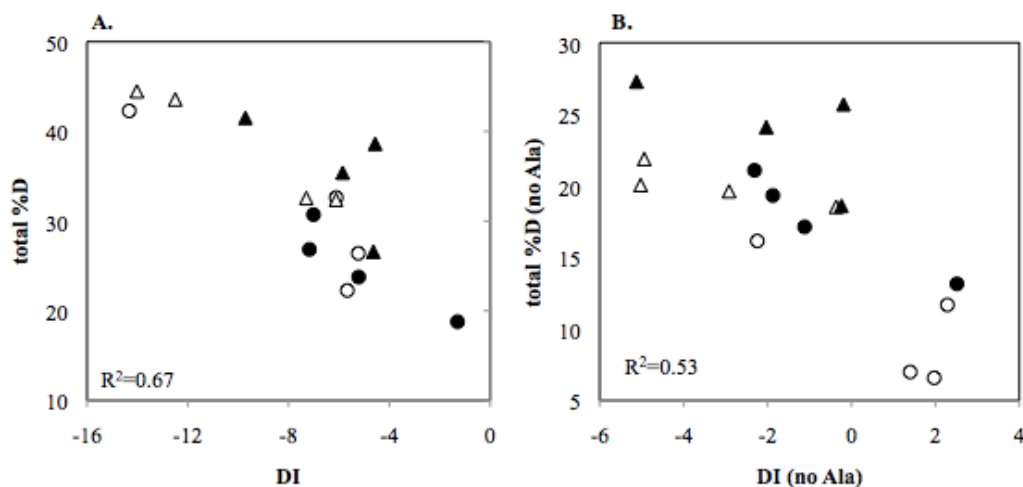 A.
50
40
30
20
10
total %D
R²=0.67
-16 -12 -8 -4 0
DI
B.
30
25
20
15
10
5
total %D (no Ala)
R²=0.53
-6 -4 -2 0 2 4
DI (no Ala)